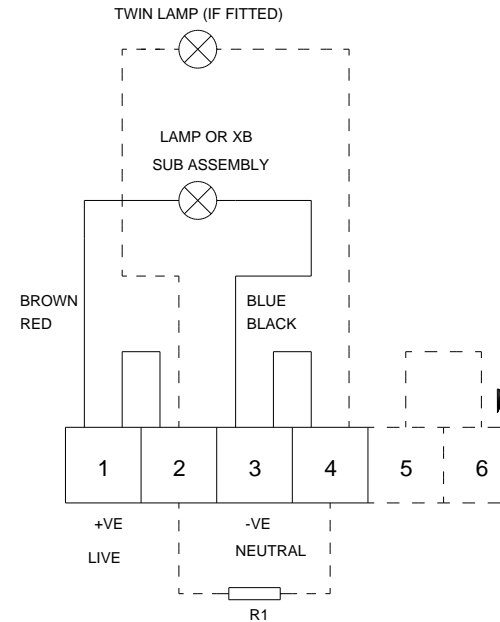 TWIN LAMP (IF FITTED)
LAMP OR XB
SUB ASSEMBLY
BROWN
RED
BLUE
BLACK
1 2 3 4 5 6
+VE
LIVE
-VE
NEUTRAL
R1